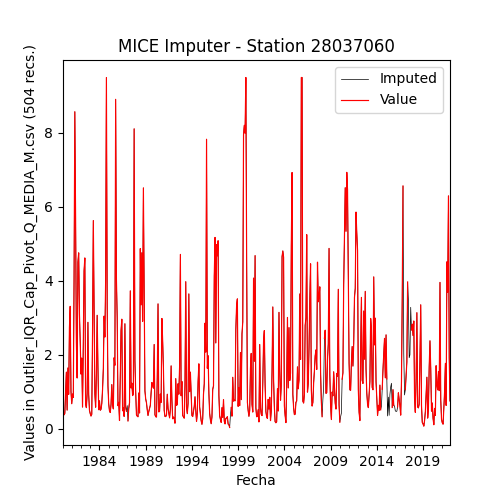 MICE Imputer - Station 28037060
Imputed
Value
Values in Outlier_IQR_Cap_Pivot_Q_MEDIA_M.csv (504 recs.)
8
6
4
2
0
1984 1989 1994 1999 2004 2009 2014 2019
Fecha